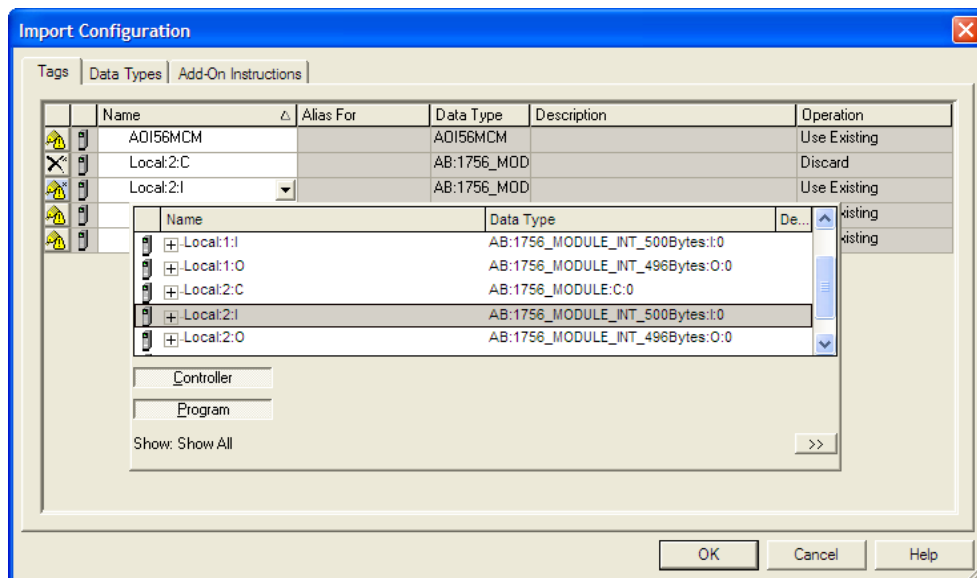 Import Configuration
Tags Data Types Add-On Instructions
Name Alias For Data Type Description Operation
AOI56MCM AOI56MCM Use Existing
Local:2:C AB:1756_MOD Discard
Local:2:I AB:1756_MOD Use Existing
Name Data Type De...
Local:1:I AB:1756_MODULE_INT_500Bytes:I:0
Local:1:O AB:1756_MODULE_INT_496Bytes:O:0
Local:2:C AB:1756_MODULE:C:0
Local:2:I AB:1756_MODULE_INT_500Bytes:I:0
Local:2:O AB:1756_MODULE_INT_496Bytes:O:0
Controller
Program
Show: Show All >>
OK Cancel Help